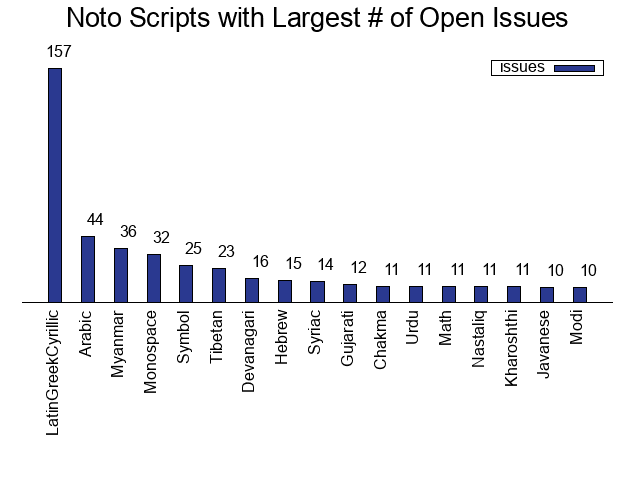 Noto Scripts with Largest # of Open Issues
issues
157
44
36
32
25
23
16
15
14
12
11
11
11
11
11
10
10
LatinGreekCyrillic
Arabic
Myanmar
Monospace
Symbol
Tibetan
Devanagari
Hebrew
Syriac
Gujarati
Chakma
Urdu
Math
Nastaliq
Kharoshthi
Javanese
Modi